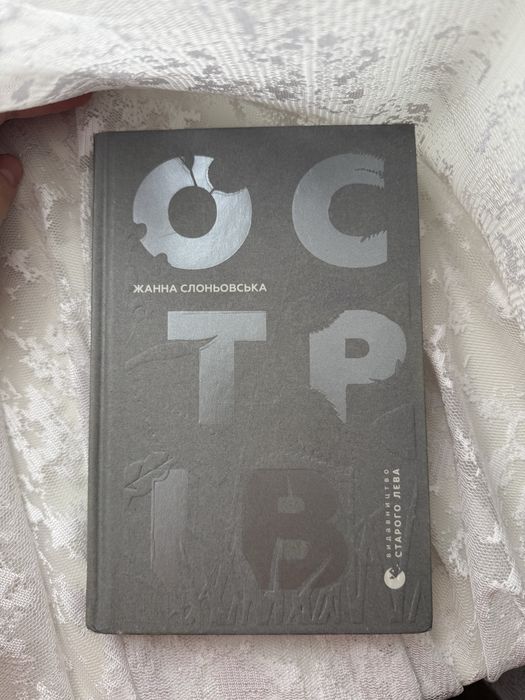 ОС
ЖАННА СЛОНЬОВСЬКА
ТР
ІВ
видавництво
СТАРОГО ЛЕВА